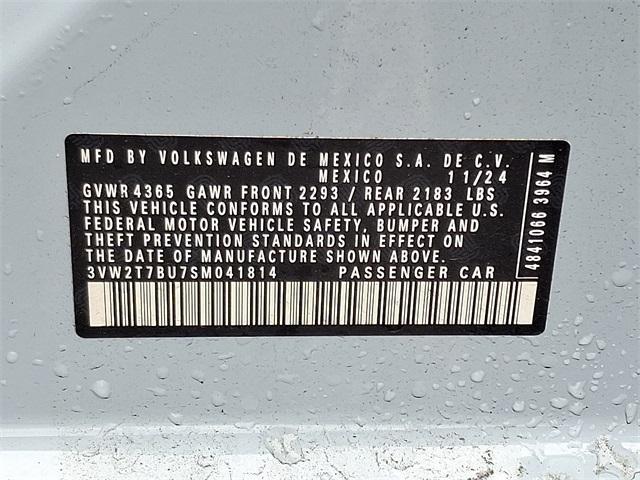 MFD BY VOLKSWAGEN DE MEXICO S.A. DE C.V.
MEXICO 11/24
GVWR 4365 GAWR FRONT 2293 / REAR 2183 LBS
THIS VEHICLE CONFORMS TO ALL APPLICABLE U.S.
FEDERAL MOTOR VEHICLE SAFETY, BUMPER AND
THEFT PREVENTION STANDARDS IN EFFECT ON
THE DATE OF MANUFACTURE SHOWN ABOVE.
3VW2T7BU7SM041814 PASSENGER CAR
4841066 3964 M